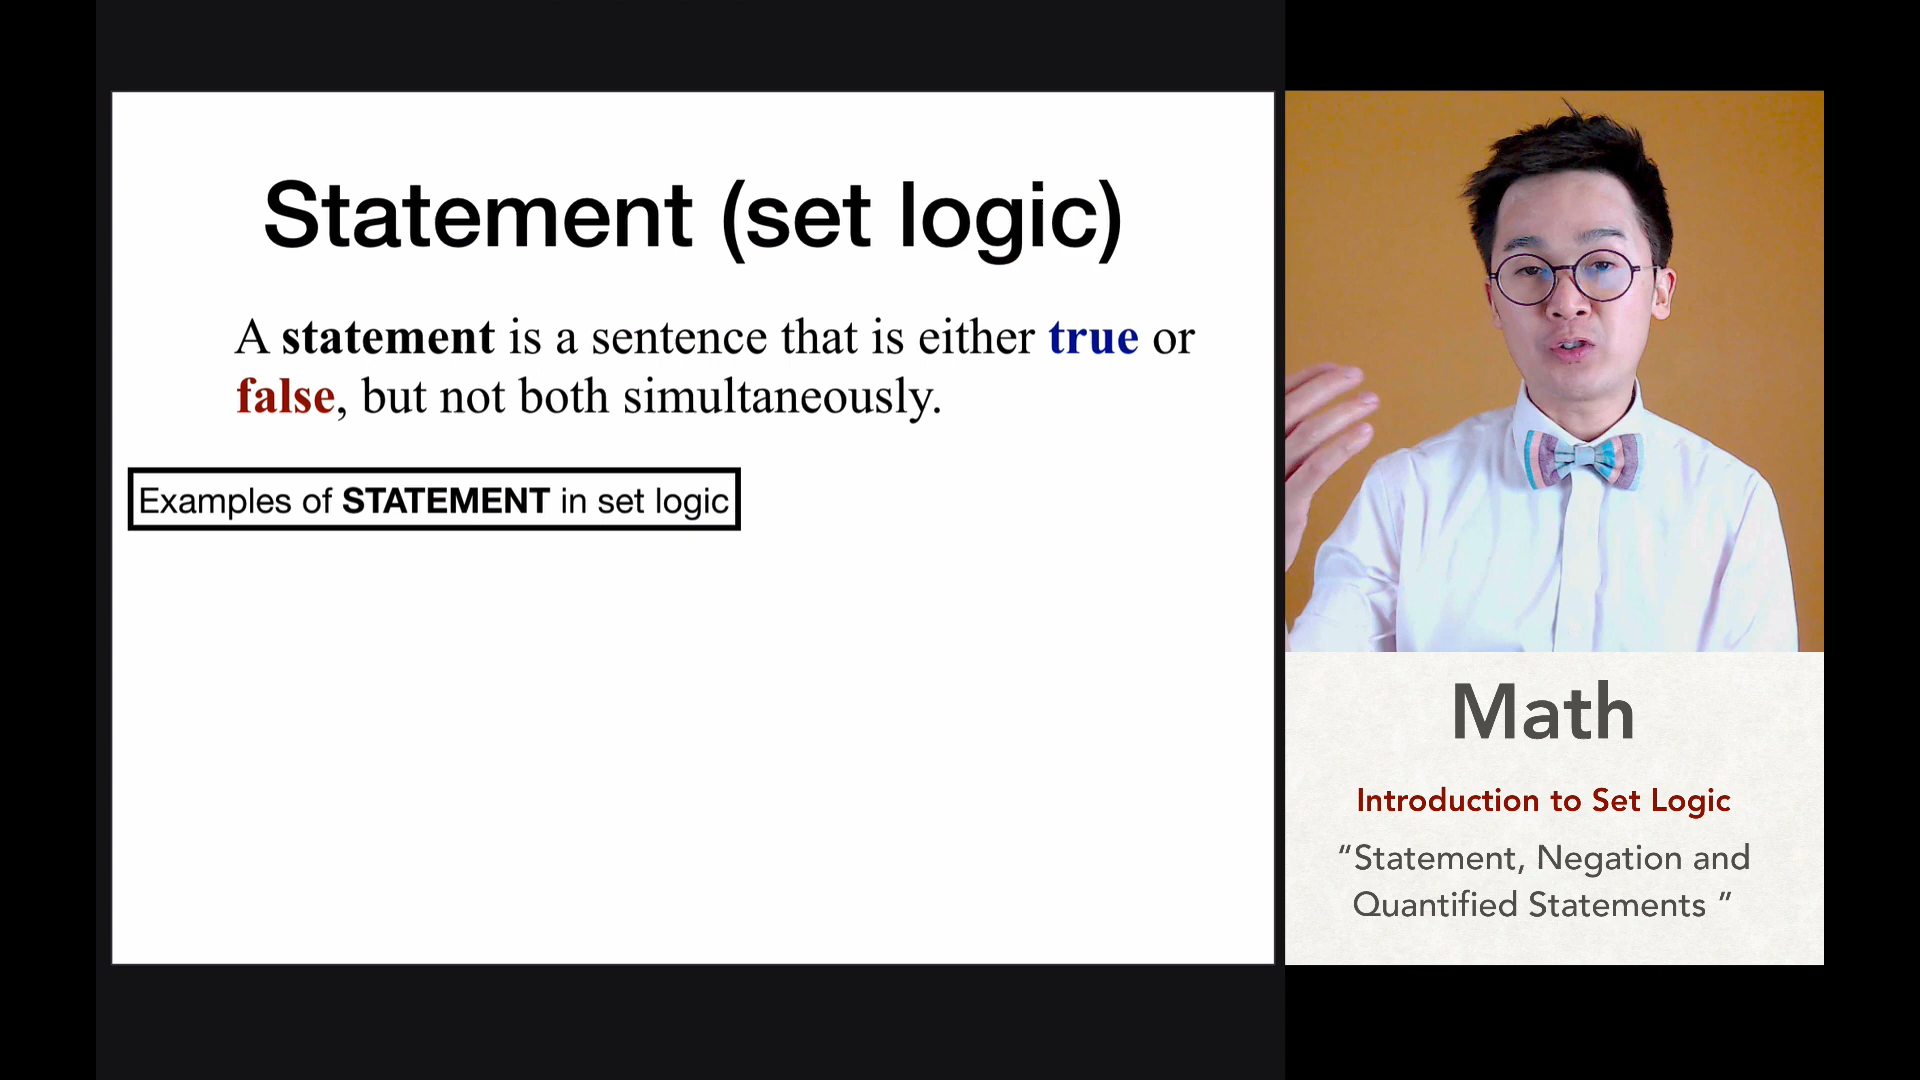 Statement (set logic)
A statement is a sentence that is either true or
false, but not both simultaneously.
Examples of STATEMENT in set logic
Math
Introduction to Set Logic
“Statement, Negation and
Quantified Statements ”